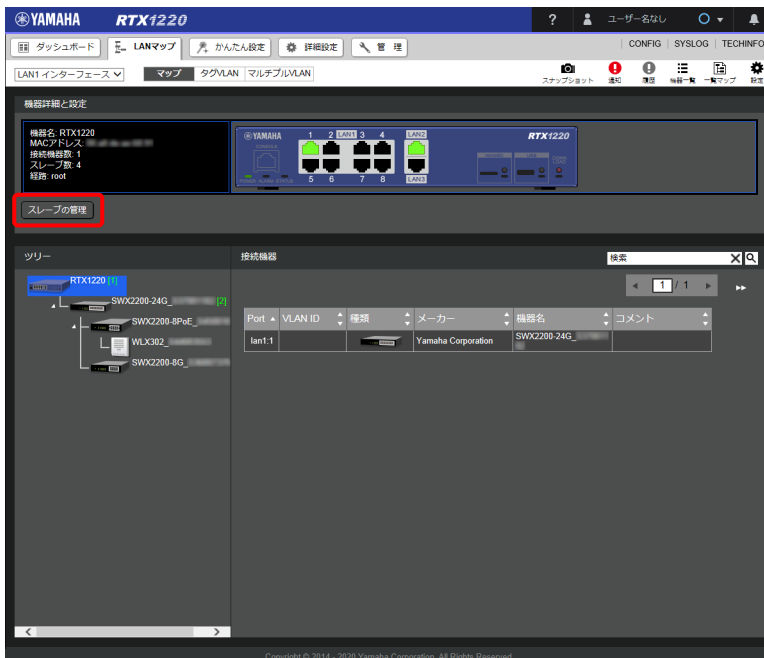 YAMAHA RTX1220 ? ユーザーなし
ダッシュボード LANマップ かんたん設定 詳細設定 管 理 CONFIG SYSLOG TECHINFO
LAN1 インターフェース マップ タグVLAN マルチプルVLAN スナップショット 通知 履歴 機器一覧 一覧マップ 設定
機器詳細と設定
機器名: RTX1220
MACアドレス:
接続機器数: 1
スレーブ数: 4
経路: root
YAMAHA 1 2 LAN1 3 4 LAN2 RTX1220
CONSOLE
POWER ALARM STATUS 5 6 7 8 LAN3
スレーブの管理
ツリー
RTX1220 [1]
SWX2200-24G_ [2]
SWX2200-8PoE_
WLX302_
SWX2200-8G_
接続機器 検索
1 / 1
Port VLAN ID 種類 メーカー 機器名 コメント
lan1:1 Yamaha Corporation SWX2200-24G_
Copyright © 2014 - 2020 Yamaha Corporation. All Rights Reserved.